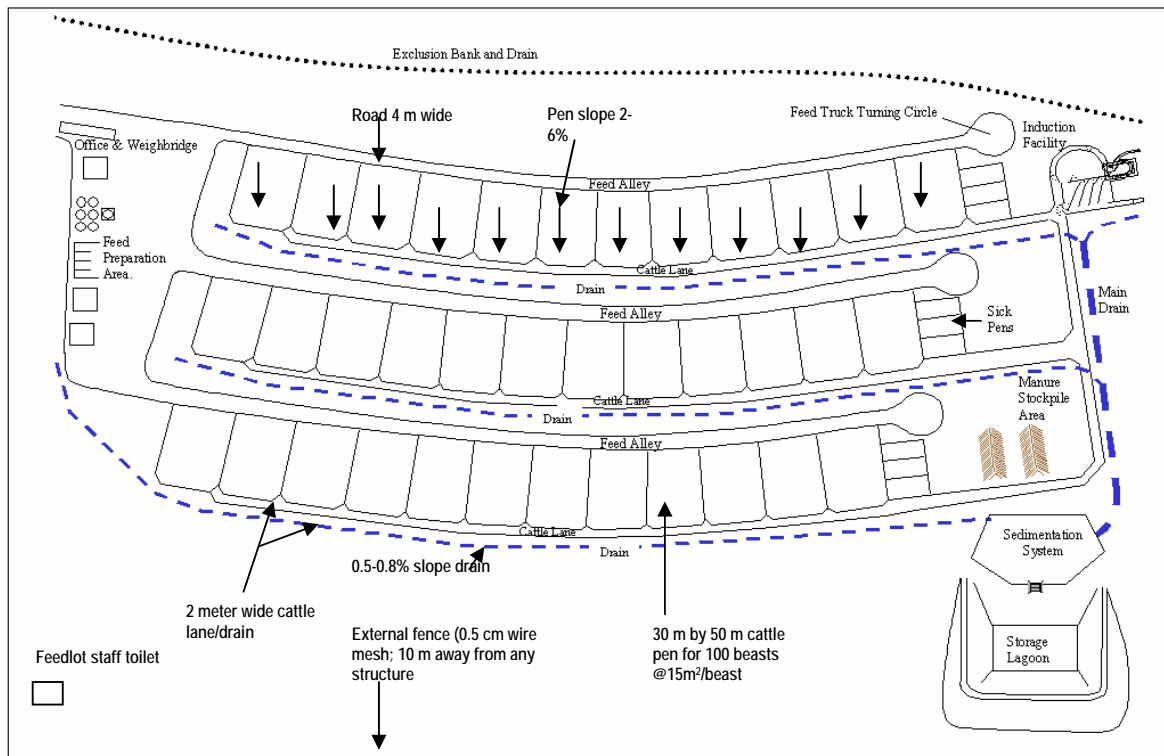 Exclusion Bank and Drain
Road 4 m wide
Pen slope 2-
6%
Feed Truck Turning Circle
Induction
Facility
Office & Weighbridge
Feed Alley
Feed
Preparation
Area.
Cattle Lane
Drain
Main
Drain
Feed Alley
Sick
Pens
Cattle Lane
Drain
Manure
Stockpile
Area
Feed Alley
Cattle Lane
Drain
Sedimentation
System
0.5-0.8% slope drain
2 meter wide cattle
lane/drain
External fence (0.5 cm wire
mesh; 10 m away from any
structure
30 m by 50 m cattle
pen for 100 beasts
@15m²/beast
Storage
Lagoon
Feedlot staff toilet